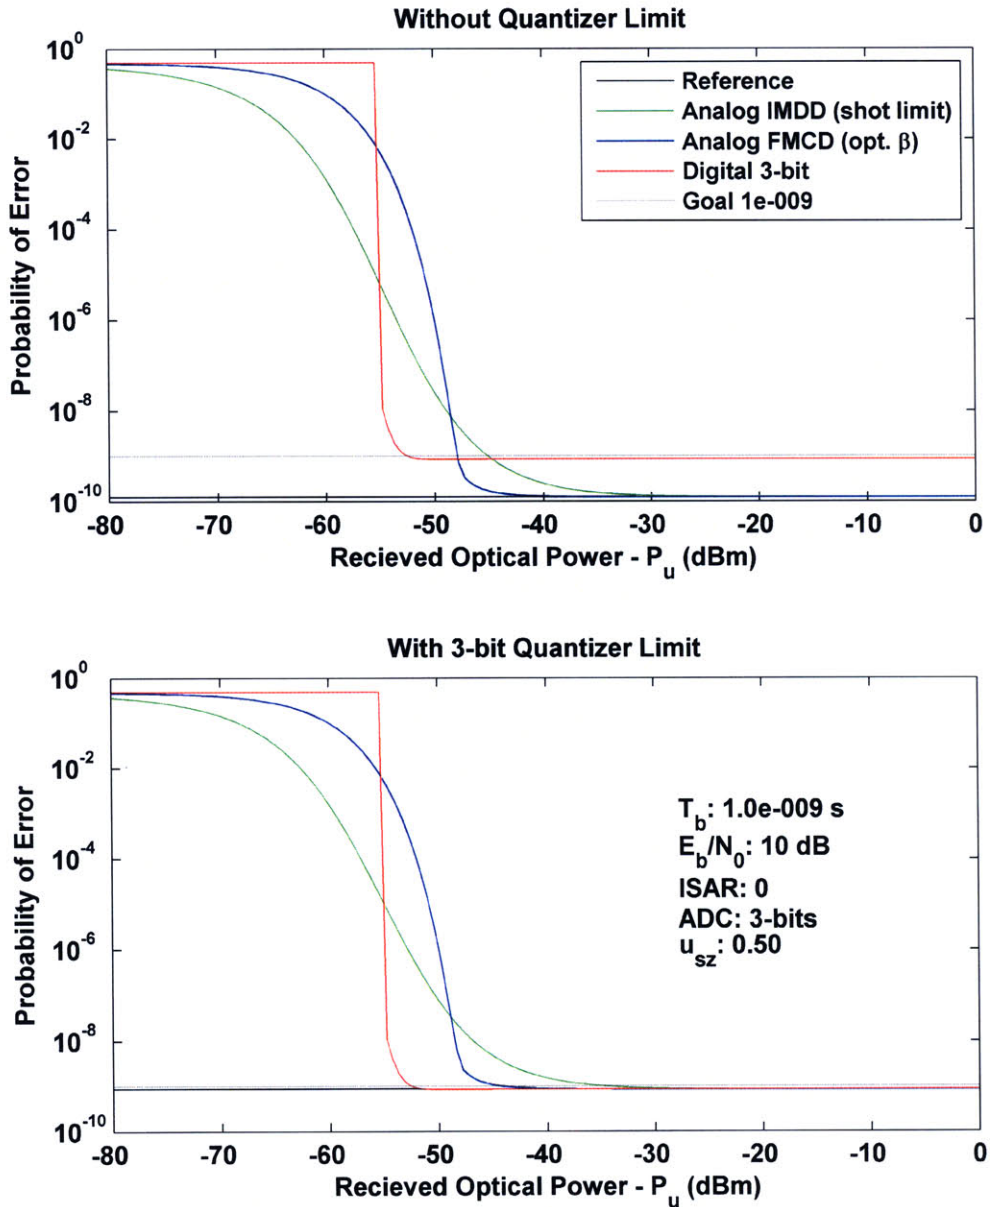 Without Quantizer Limit
Probability of Error
10^0
10^-2
10^-4
10^-6
10^-8
10^-10
Reference
Analog IMDD (shot limit)
Analog FMCD (opt. β)
Digital 3-bit
Goal 1e-009
-80 -70 -60 -50 -40 -30 -20 -10 0
Recieved Optical Power - P_u (dBm)
With 3-bit Quantizer Limit
Probability of Error
10^0
10^-2
10^-4
10^-6
10^-8
10^-10
T_b: 1.0e-009 s
E_b/N_0: 10 dB
ISAR: 0
ADC: 3-bits
u_sz: 0.50
-80 -70 -60 -50 -40 -30 -20 -10 0
Recieved Optical Power - P_u (dBm)